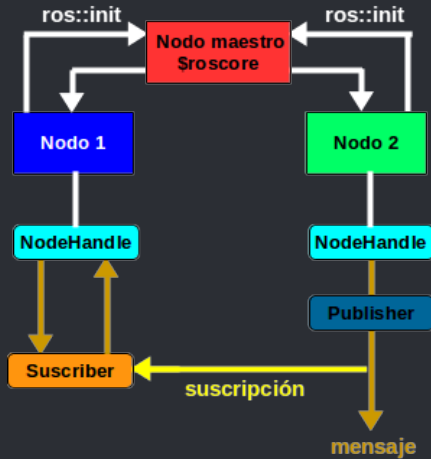 ros::init
ros::init
Nodo maestro
$roscore
Nodo 1
Nodo 2
NodeHandle
NodeHandle
Publisher
Suscriber
suscripción
mensaje